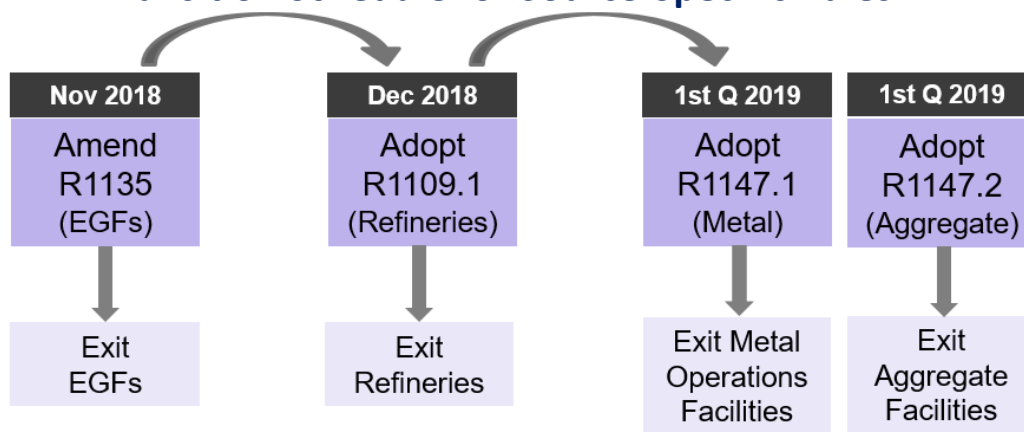 Nov 2018
Amend
R1135
(EGFs)
Exit
EGFs
Dec 2018
Adopt
R1109.1
(Refineries)
Exit
Refineries
1st Q 2019
Adopt
R1147.1
(Metal)
Exit Metal
Operations
Facilities
1st Q 2019
Adopt
R1147.2
(Aggregate)
Exit
Aggregate
Facilities